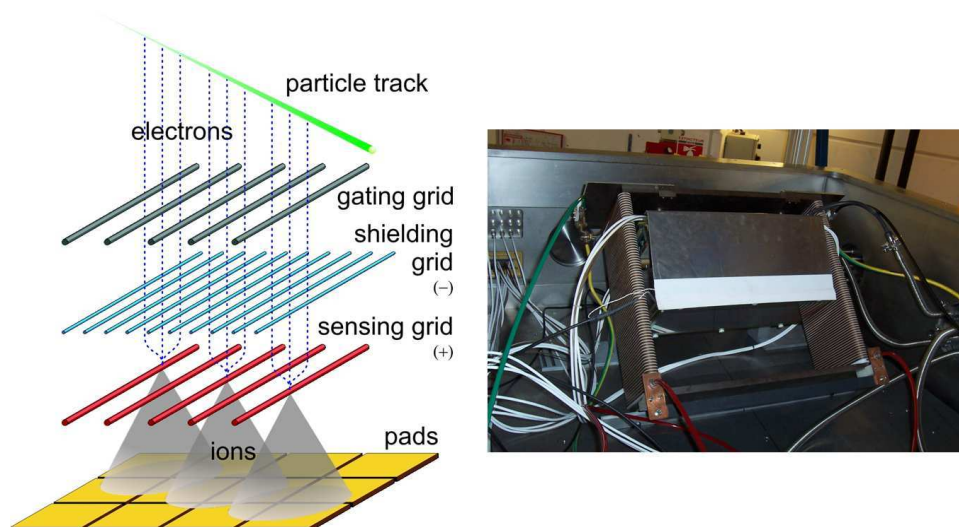 particle track
electrons
gating grid
shielding
grid
(−)
sensing grid
(+)
ions
pads